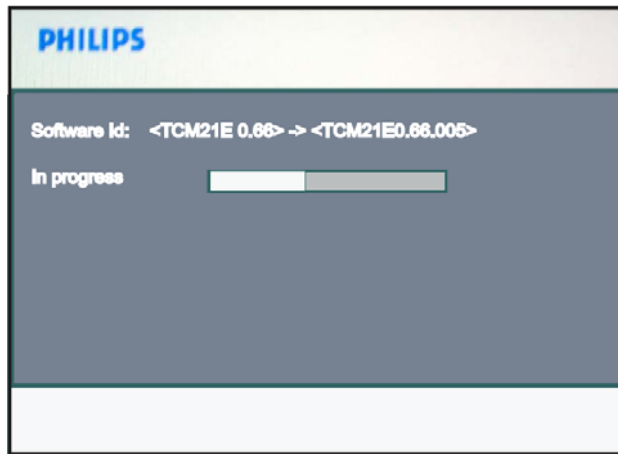 PHILIPS
Software Id: <TCM21E 0.66> -> <TCM21E0.66.005>
In progress